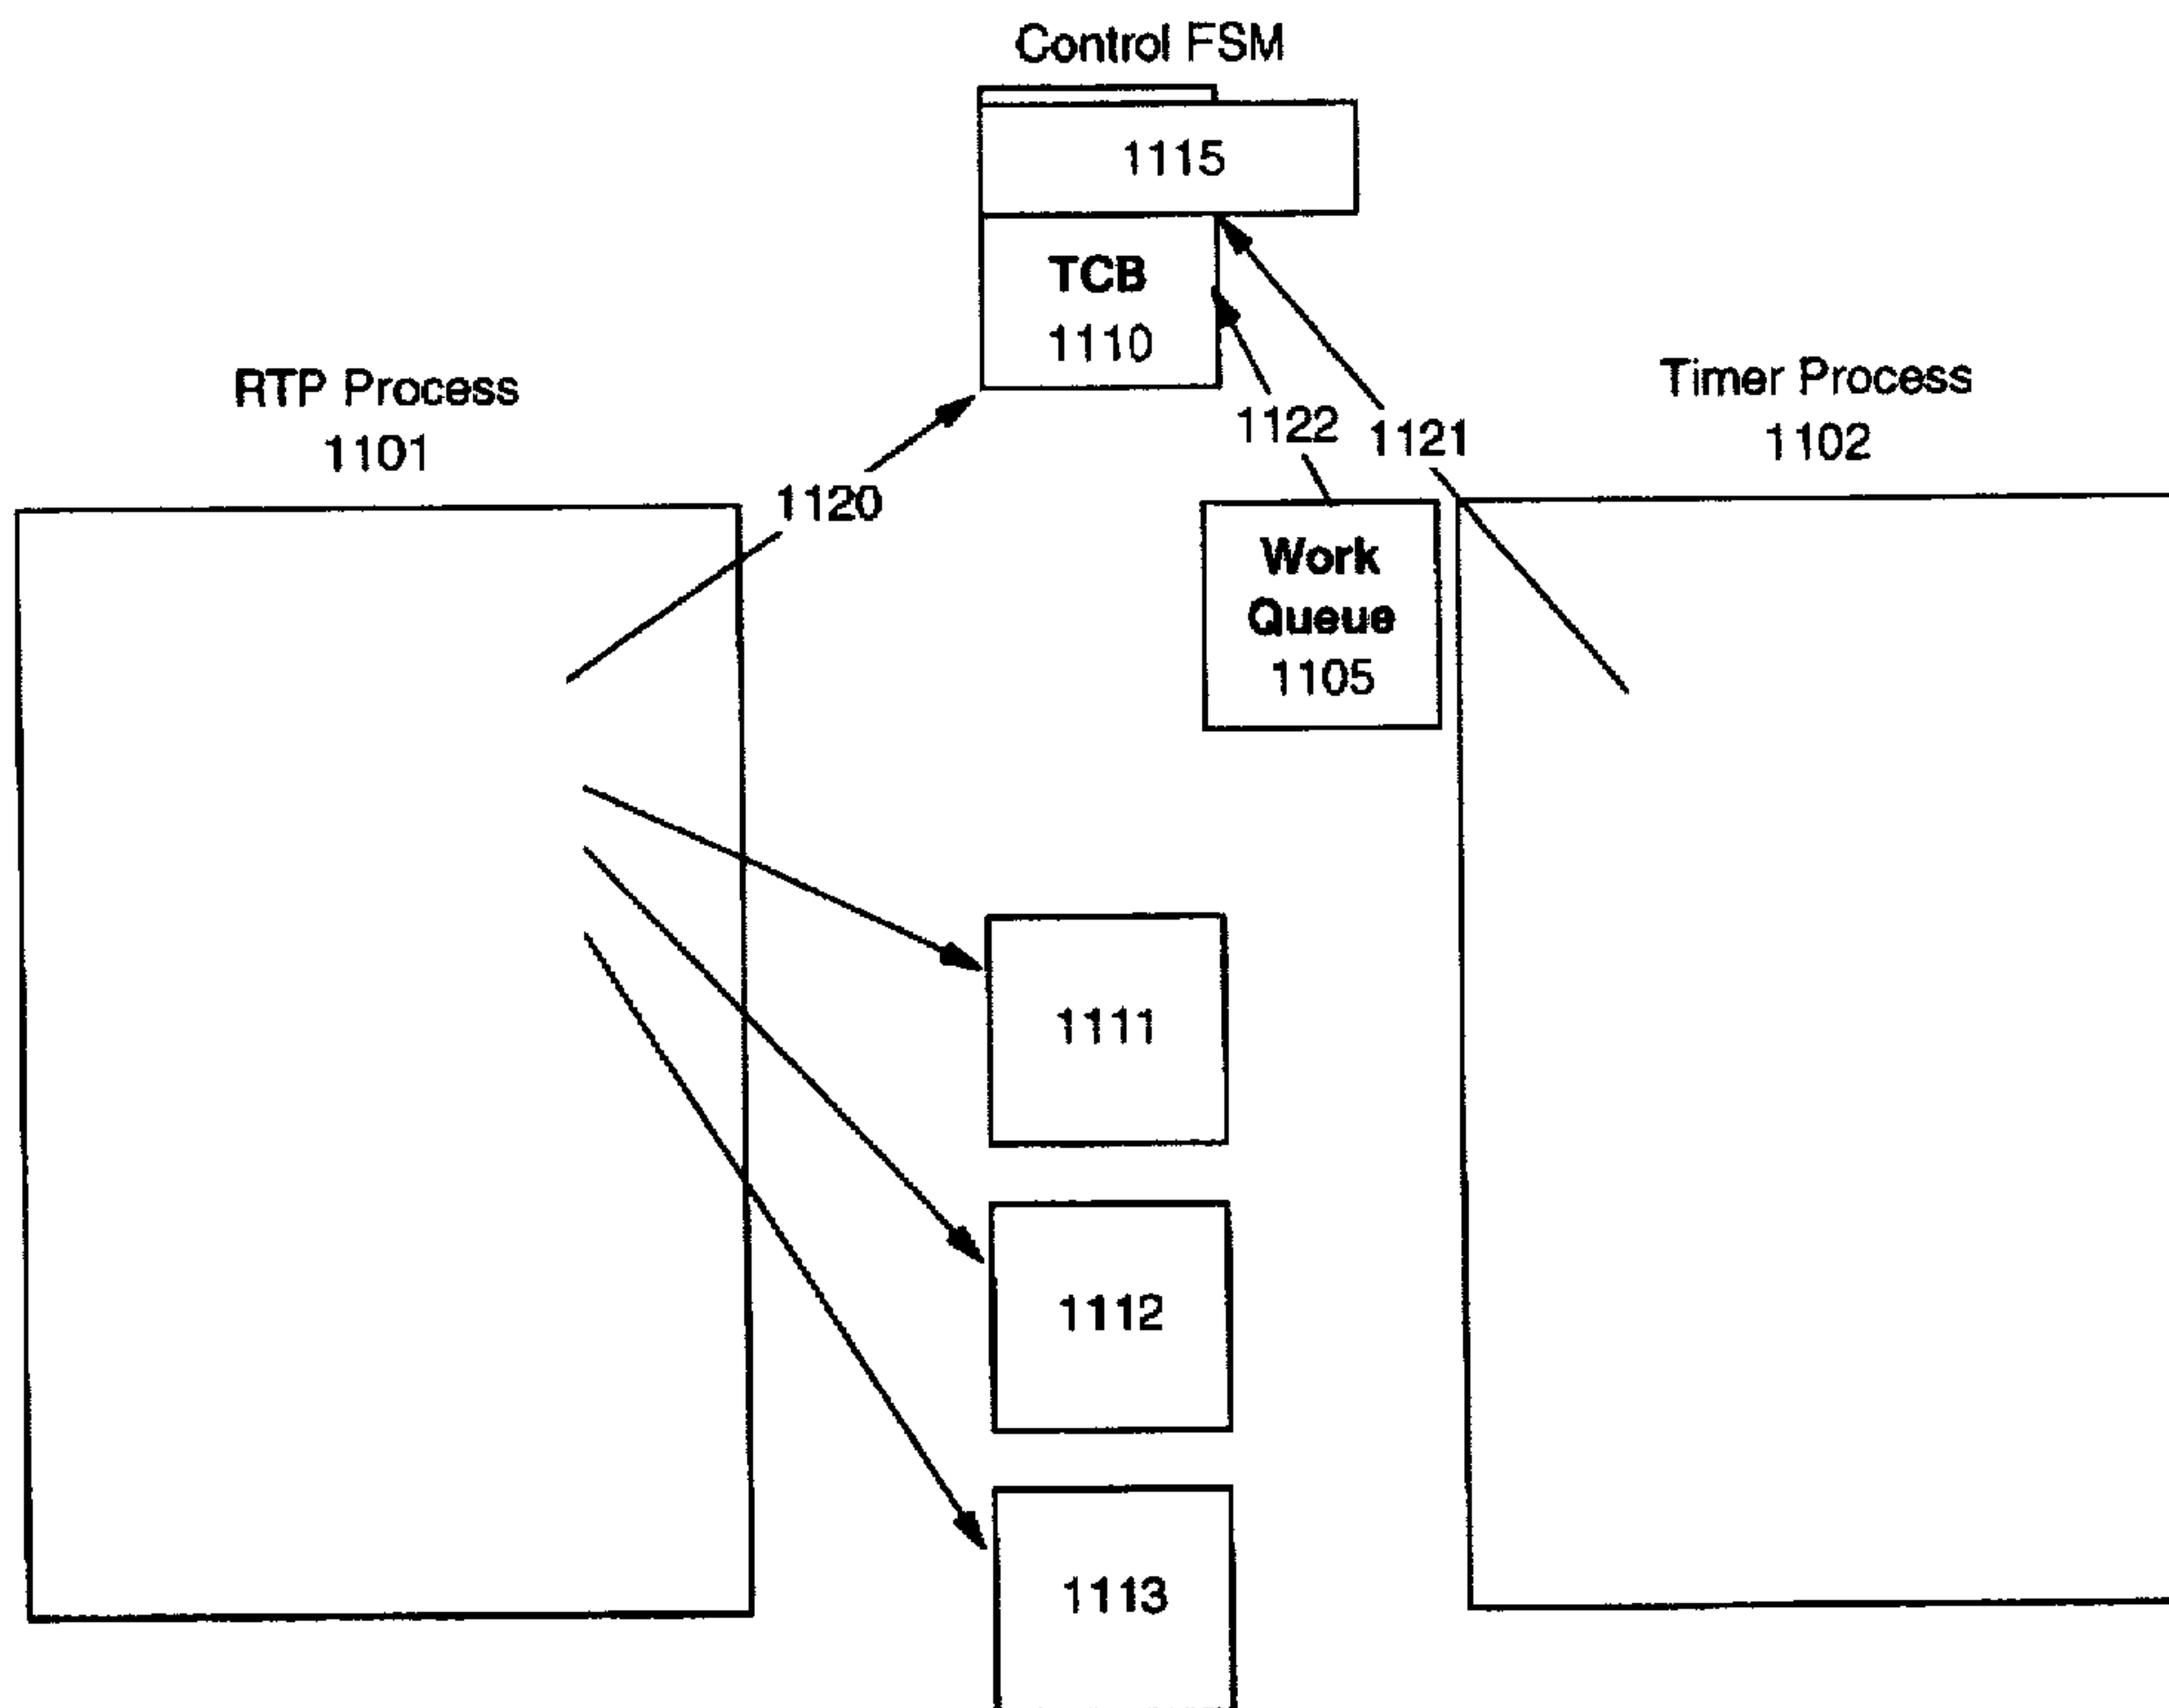 Control FSM
1115
TCB
1110
RTP Process
1101
Timer Process
1102
1122
1121
1120
Work
Queue
1105
1111
1112
1113